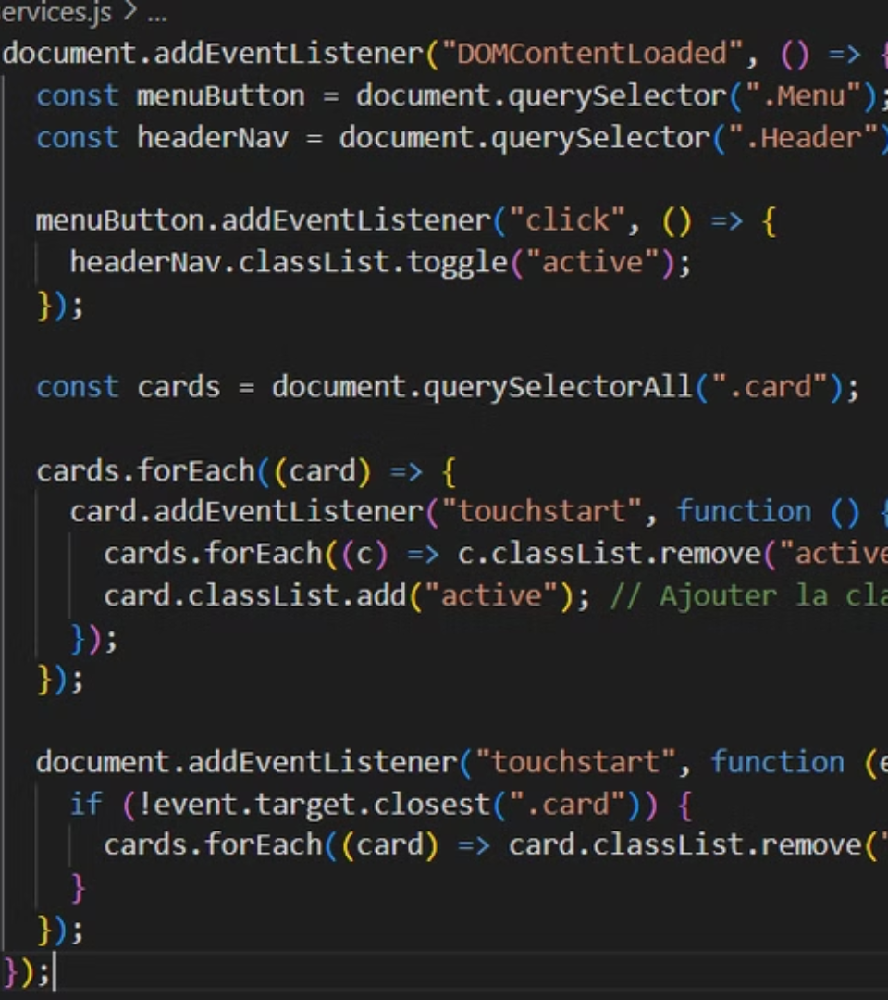 ervices.js > ...
document.addEventListener("DOMContentLoaded", () => {
const menuButton = document.querySelector(".Menu");
const headerNav = document.querySelector(".Header")
menuButton.addEventListener("click", () => {
headerNav.classList.toggle("active");
});
const cards = document.querySelectorAll(".card");
cards.forEach((card) => {
card.addEventListener("touchstart", function () {
cards.forEach((c) => c.classList.remove("active
card.classList.add("active"); // Ajouter la cla
});
});
document.addEventListener("touchstart", function (e
if (!event.target.closest(".card")) {
cards.forEach((card) => card.classList.remove("
}
});
});